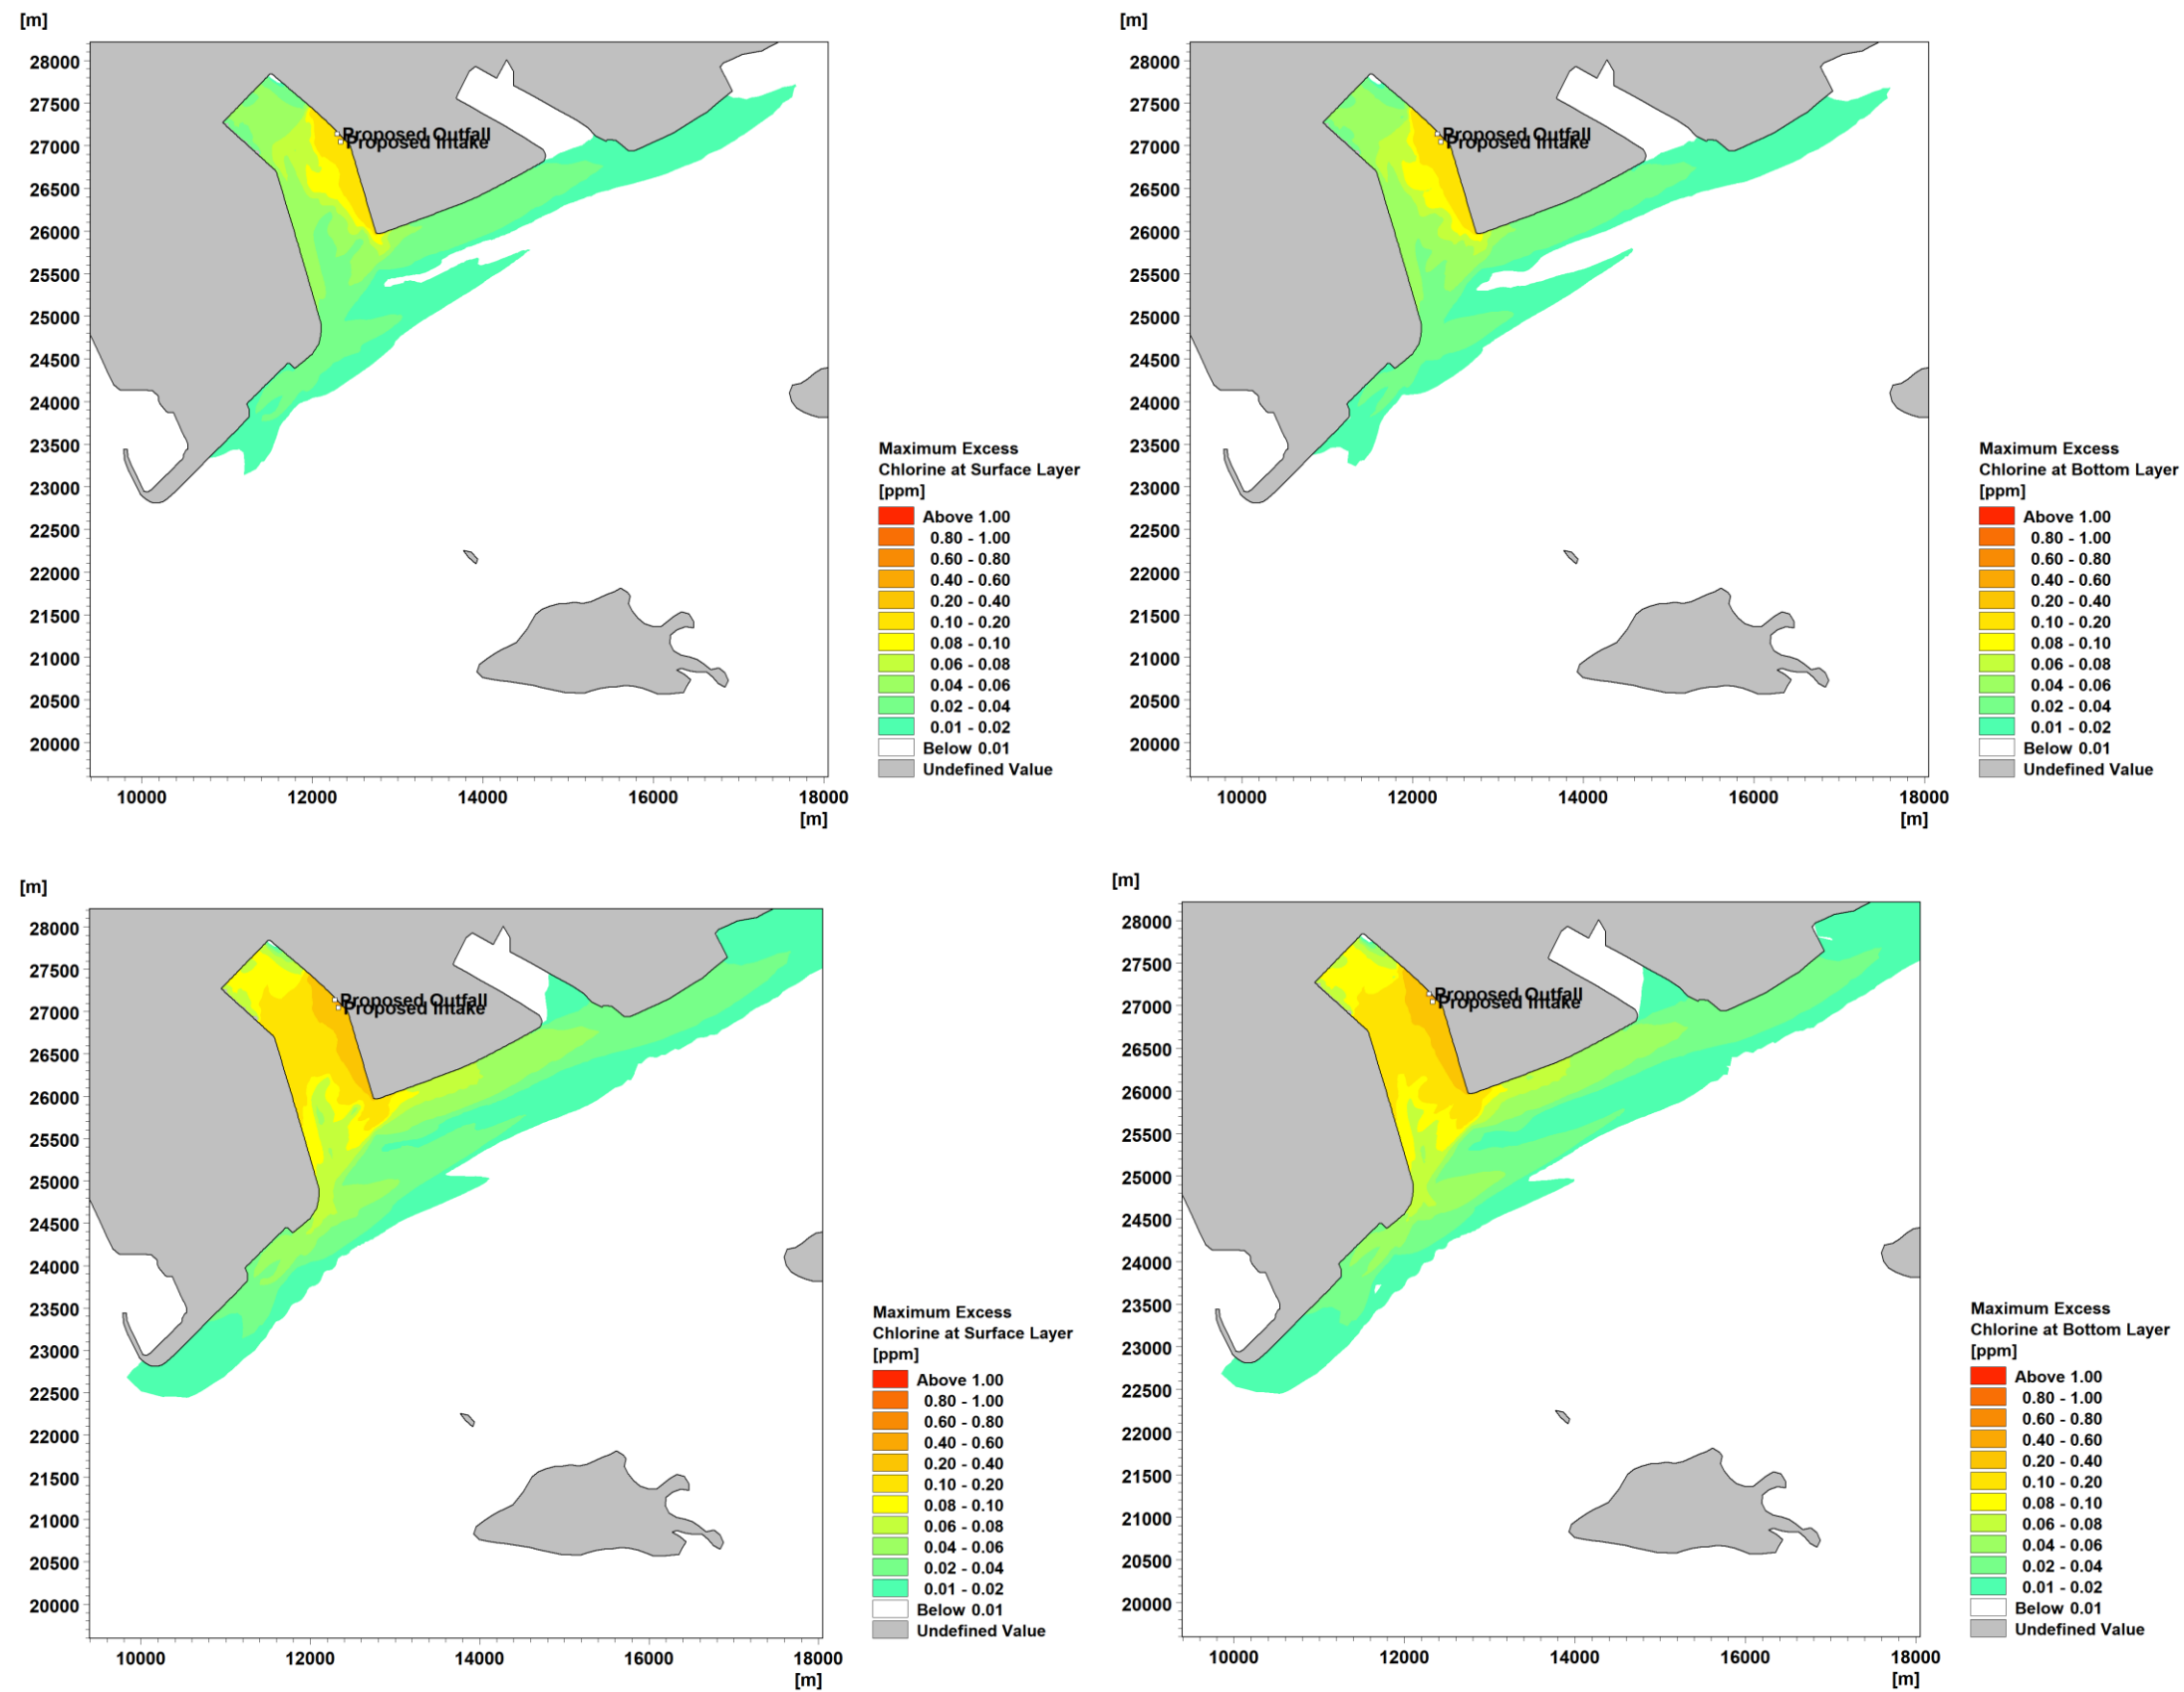 [m]
28000
27500
27000
26500
26000
25500
25000
24500
24000
23500
23000
22500
22000
21500
21000
20500
20000
Proposed Outfall
Proposed Intake
10000 12000 14000 16000 18000
[m]
Maximum Excess
Chlorine at Surface Layer
[ppm]
Above 1.00
0.80 - 1.00
0.60 - 0.80
0.40 - 0.60
0.20 - 0.40
0.10 - 0.20
0.08 - 0.10
0.06 - 0.08
0.04 - 0.06
0.02 - 0.04
0.01 - 0.02
Below 0.01
Undefined Value
[m]
28000
27500
27000
26500
26000
25500
25000
24500
24000
23500
23000
22500
22000
21500
21000
20500
20000
Proposed Outfall
Proposed Intake
10000 12000 14000 16000 18000
[m]
Maximum Excess
Chlorine at Bottom Layer
[ppm]
Above 1.00
0.80 - 1.00
0.60 - 0.80
0.40 - 0.60
0.20 - 0.40
0.10 - 0.20
0.08 - 0.10
0.06 - 0.08
0.04 - 0.06
0.02 - 0.04
0.01 - 0.02
Below 0.01
Undefined Value
[m]
28000
27500
27000
26500
26000
25500
25000
24500
24000
23500
23000
22500
22000
21500
21000
20500
20000
Proposed Outfall
Proposed Intake
10000 12000 14000 16000 18000
[m]
Maximum Excess
Chlorine at Surface Layer
[ppm]
Above 1.00
0.80 - 1.00
0.60 - 0.80
0.40 - 0.60
0.20 - 0.40
0.10 - 0.20
0.08 - 0.10
0.06 - 0.08
0.04 - 0.06
0.02 - 0.04
0.01 - 0.02
Below 0.01
Undefined Value
[m]
28000
27500
27000
26500
26000
25500
25000
24500
24000
23500
23000
22500
22000
21500
21000
20500
20000
Proposed Outfall
Proposed Intake
10000 12000 14000 16000 18000
[m]
Maximum Excess
Chlorine at Bottom Layer
[ppm]
Above 1.00
0.80 - 1.00
0.60 - 0.80
0.40 - 0.60
0.20 - 0.40
0.10 - 0.20
0.08 - 0.10
0.06 - 0.08
0.04 - 0.06
0.02 - 0.04
0.01 - 0.02
Below 0.01
Undefined Value